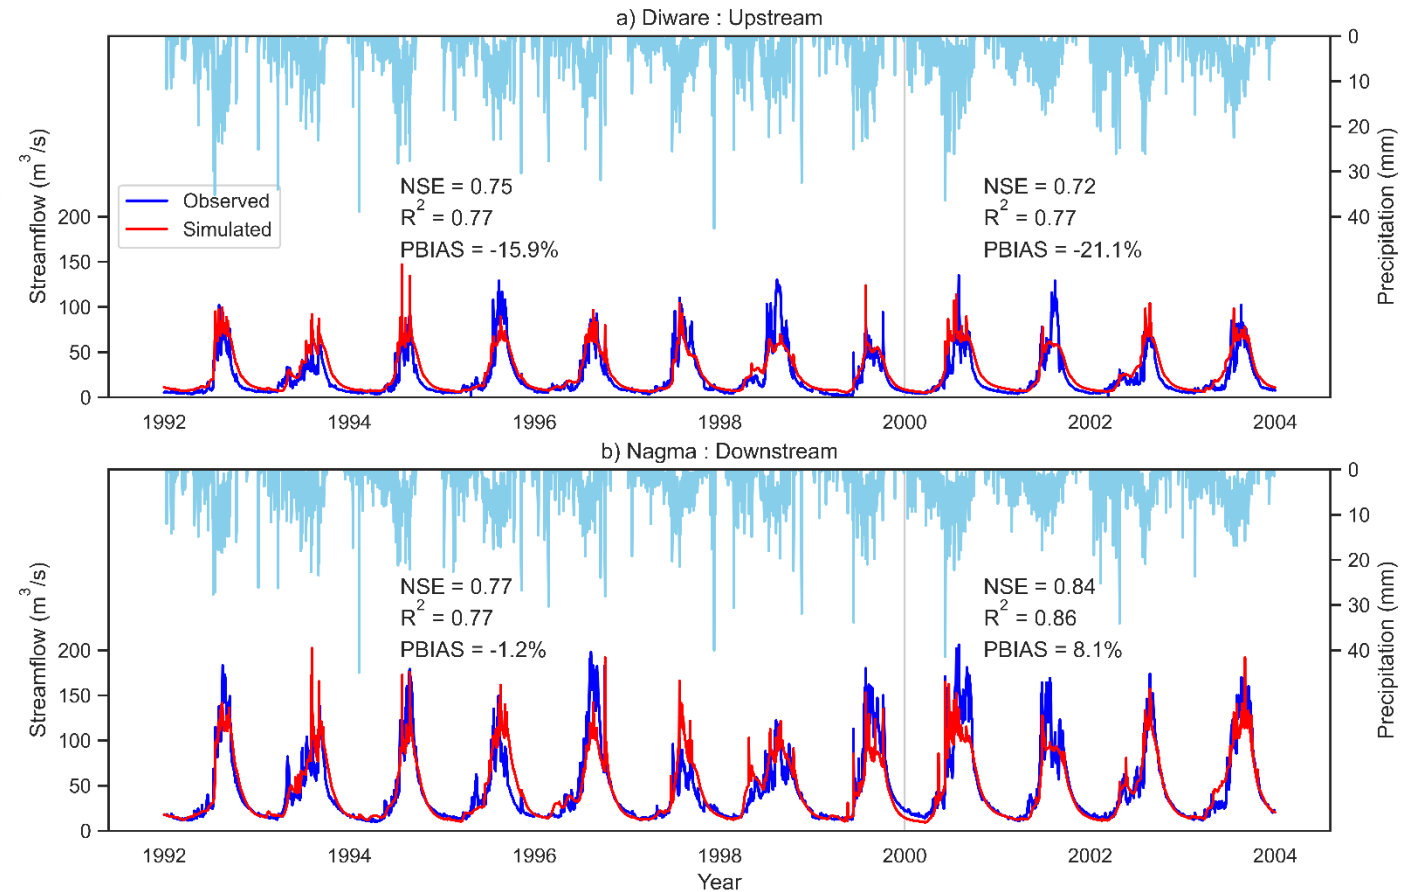 a) Diware : Upstream
Streamflow (m³/s)
200
150
100
50
0
Observed
Simulated
NSE = 0.75
R² = 0.77
PBIAS = -15.9%
NSE = 0.72
R² = 0.77
PBIAS = -21.1%
0
10
20
30
40
Precipitation (mm)
1992 1994 1996 1998 2000 2002 2004
b) Nagma : Downstream
Streamflow (m³/s)
200
150
100
50
0
NSE = 0.77
R² = 0.77
PBIAS = -1.2%
NSE = 0.84
R² = 0.86
PBIAS = 8.1%
0
10
20
30
40
Precipitation (mm)
1992 1994 1996 1998 2000 2002 2004
Year